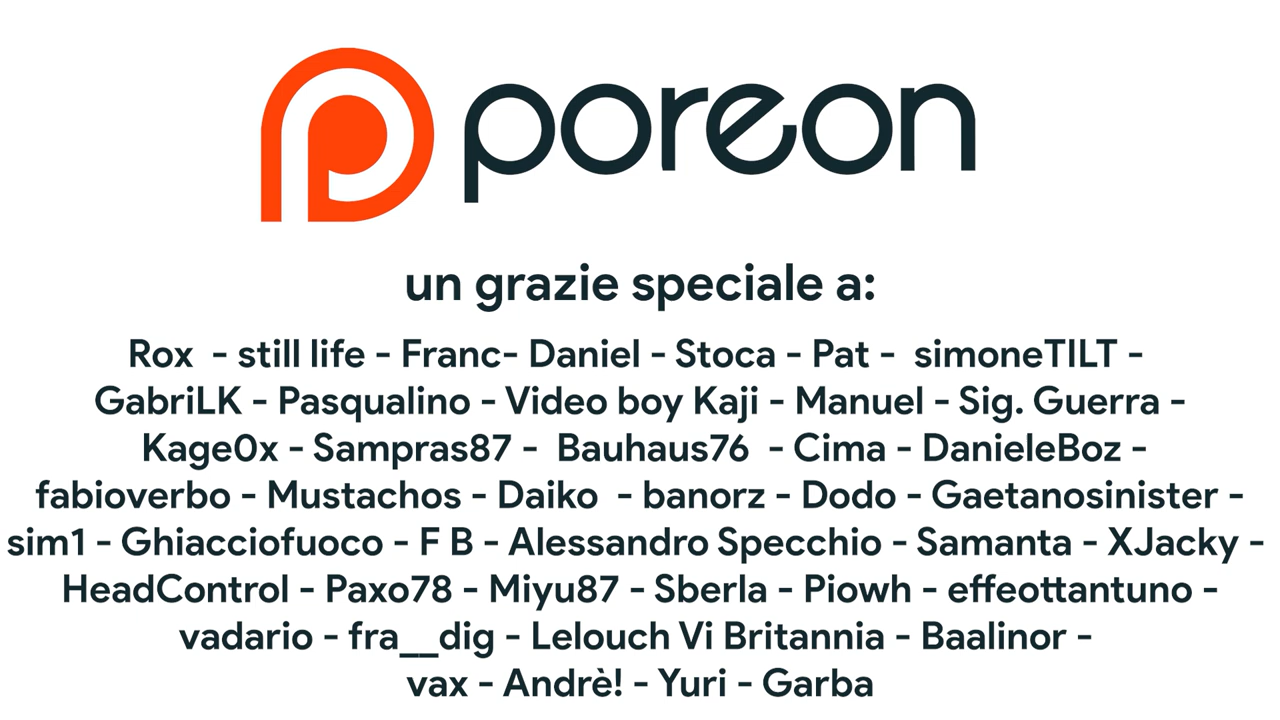 poreon
un grazie speciale a:
Rox - still life - Franc- Daniel - Stoca - Pat - simoneTILT -
GabriLK - Pasqualino - Video boy Kaji - Manuel - Sig. Guerra -
Kage0x - Sampras87 - Bauhaus76 - Cima - DanieleBoz -
fabioverbo - Mustachos - Daiko - banorz - Dodo - Gaetanosinister -
sim1 - Ghiacciofuoco - F B - Alessandro Specchio - Samanta - XJacky -
HeadControl - Paxo78 - Miyu87 - Sberla - Piowh - effeottantuno -
vadario - fra__dig - Lelouch Vi Britannia - Baalinor -
vax - Andrè! - Yuri - Garba